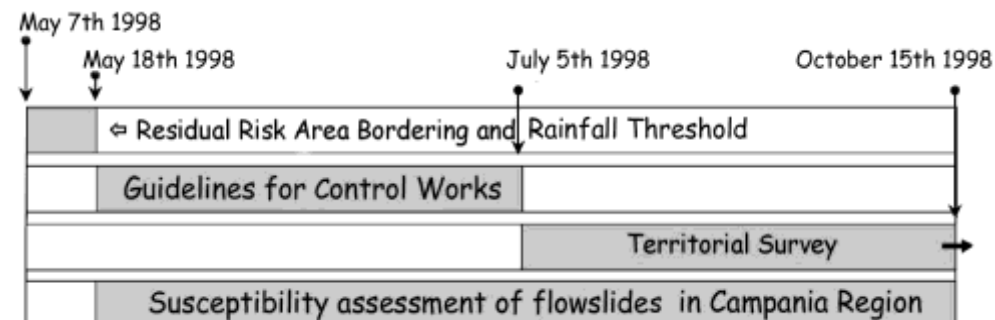 May 7th 1998
May 18th 1998
July 5th 1998
October 15th 1998
⇦ Residual Risk Area Bordering and Rainfall Threshold
Guidelines for Control Works
Territorial Survey
Susceptibility assessment of flowslides in Campania Region